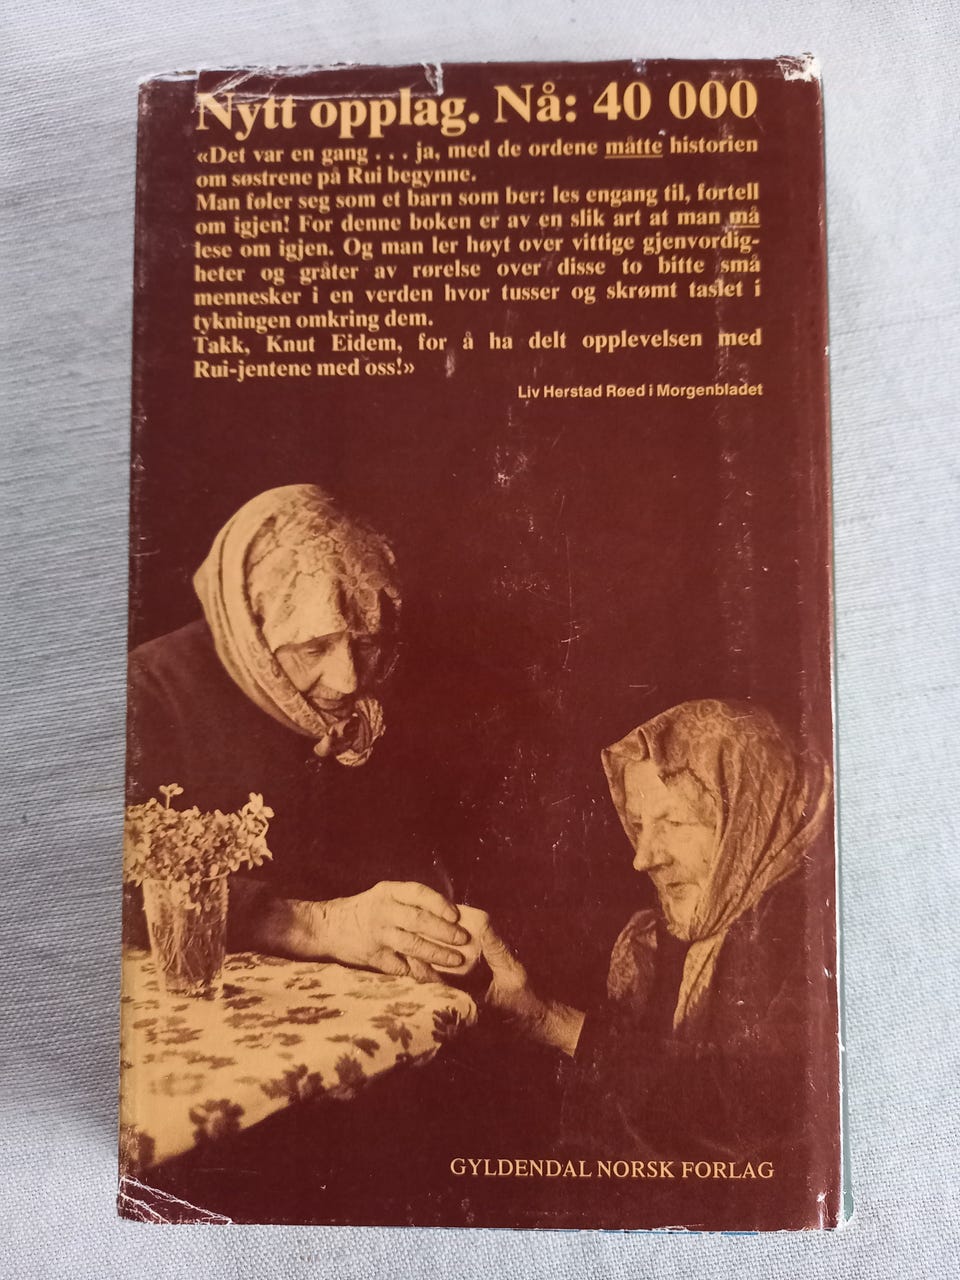 Nytt opplag. Nå: 40 000
«Det var en gang . . . ja, med de ordene måtte historien
om søstrene på Rui begynne.
Man føler seg som et barn som ber: les engang til, fortell
om igjen! For denne boken er av en slik art at man må
lese om igjen. Og man ler høyt over vittige gjenvordig-
heter og gråter av rørelse over disse to bitte små
mennesker i en verden hvor tusser og skrømt taslet i
tykningen omkring dem.
Takk, Knut Eidem, for å ha delt opplevelsen med
Rui-jentene med oss!»
Liv Herstad Røed i Morgenbladet
GYLDENDAL NORSK FORLAG